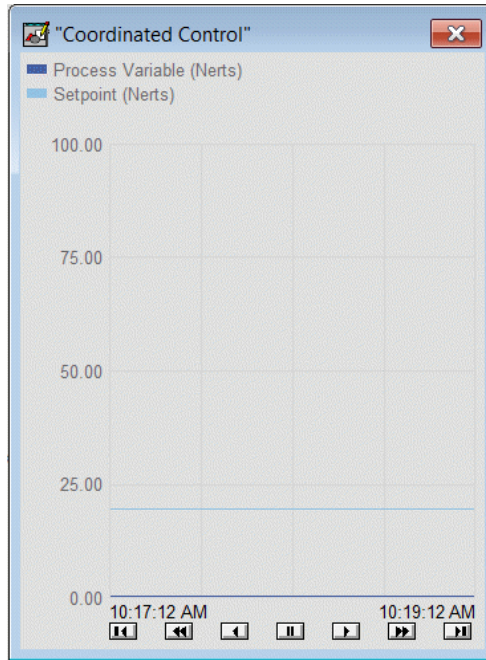 "Coordinated Control"
Process Variable (Nerts)
Setpoint (Nerts)
100.00
75.00
50.00
25.00
0.00
10:17:12 AM 10:19:12 AM